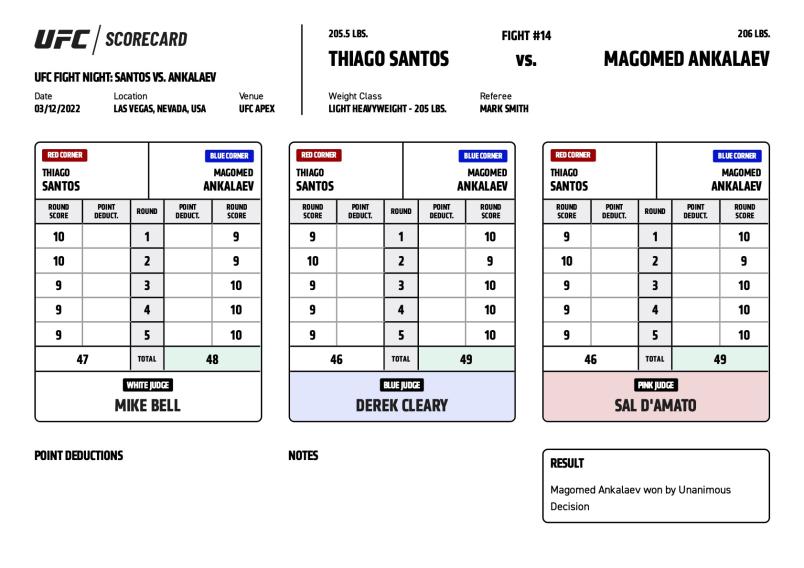 UFC / SCORECARD
UFC FIGHT NIGHT: SANTOS VS. ANKALAEV
Date Location Venue
03/12/2022 LAS VEGAS, NEVADA, USA UFC APEX
205.5 LBS. FIGHT #14 206 LBS.
THIAGO SANTOS VS. MAGOMED ANKALAEV
Weight Class Referee
LIGHT HEAVYWEIGHT - 205 LBS. MARK SMITH
RED CORNER BLUE CORNER
THIAGO MAGOMED
SANTOS ANKALAEV
ROUND POINT ROUND POINT ROUND
SCORE DEDUCT. DEDUCT. SCORE
10 1 9
10 2 9
9 3 10
9 4 10
9 5 10
47 TOTAL 48
WHITE JUDGE
MIKE BELL
RED CORNER BLUE CORNER
THIAGO MAGOMED
SANTOS ANKALAEV
ROUND POINT ROUND POINT ROUND
SCORE DEDUCT. DEDUCT. SCORE
9 1 10
10 2 9
9 3 10
9 4 10
9 5 10
46 TOTAL 49
BLUE JUDGE
DEREK CLEARY
RED CORNER BLUE CORNER
THIAGO MAGOMED
SANTOS ANKALAEV
ROUND POINT ROUND POINT ROUND
SCORE DEDUCT. DEDUCT. SCORE
9 1 10
10 2 9
9 3 10
9 4 10
9 5 10
46 TOTAL 49
PINK JUDGE
SAL D'AMATO
POINT DEDUCTIONS
NOTES
RESULT
Magomed Ankalaev won by Unanimous
Decision